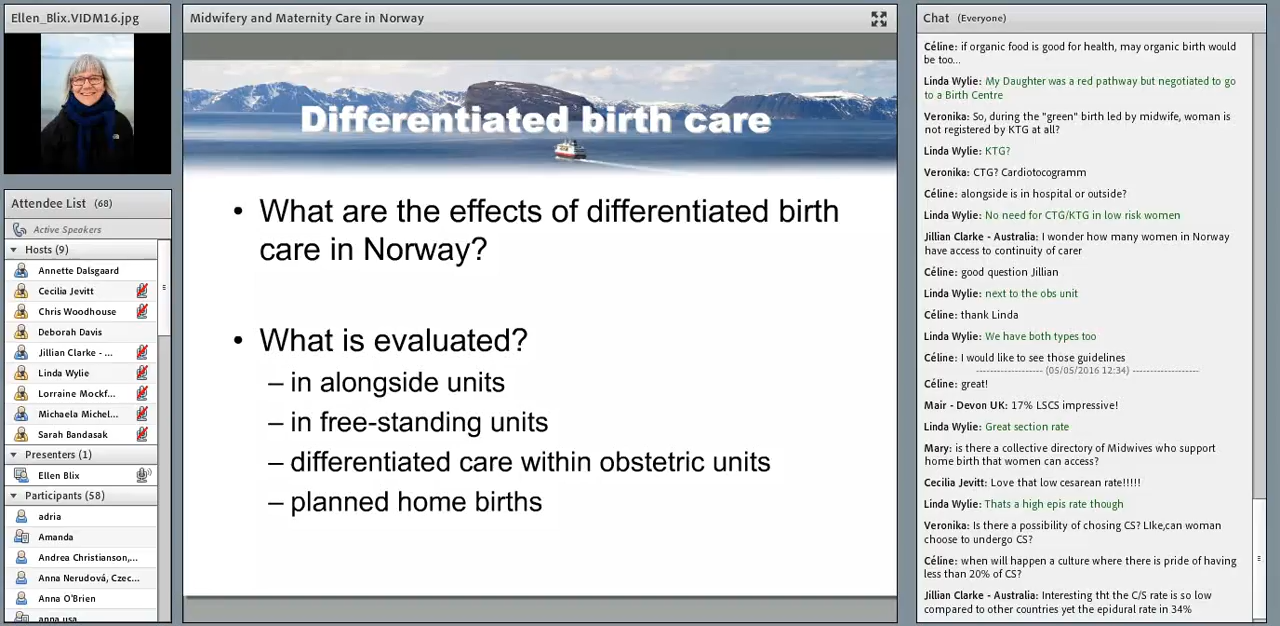 Ellen_Blix.VIDM16.jpg
Attendee List (68)
Active Speakers
Hosts (9)
Annette Dalsgaard
Cecilia Jevitt
Chris Woodhouse
Deborah Davis
Jillian Clarke - ...
Linda Wylie
Lorraine Mockf...
Michaela Michel...
Sarah Bandasak
Presenters (1)
Ellen Blix
Participants (58)
adria
Amanda
Andrea Christianson,...
Anna Nerudová, Czec...
Anna O'Brien
anna usa
Midwifery and Maternity Care in Norway
Differentiated birth care
• What are the effects of differentiated birth
care in Norway?
• What is evaluated?
– in alongside units
– in free-standing units
– differentiated care within obstetric units
– planned home births
Chat (Everyone)
Céline: if organic food is good for health, may organic birth would
be too...
Linda Wylie: My Daughter was a red pathway but negotiated to go
to a Birth Centre
Veronika: So, during the "green" birth led by midwife, woman is
not registered by KTG at all?
Linda Wylie: KTG?
Veronika: CTG? Cardiotocogramm
Céline: alongside is in hospital or outside?
Linda Wylie: No need for CTG/KTG in low risk women
Jillian Clarke - Australia: I wonder how many women in Norway
have access to continuity of carer
Céline: good question Jillian
Linda Wylie: next to the obs unit
Céline: thank Linda
Linda Wylie: We have both types too
Céline: I would like to see those guidelines
------------------- (05/05/2016 12:34) -------------------
Céline: great!
Mair - Devon UK: 17% LSCS impressive!
Linda Wylie: Great section rate
Mary: is there a collective directory of Midwives who support
home birth that women can access?
Cecilia Jevitt: Love that low cesarean rate!!!!!
Linda Wylie: Thats a high epis rate though
Veronika: Is there a possibility of chosing CS? LIke,can woman
choose to undergo CS?
Céline: when will happen a culture where there is pride of having
less than 20% of CS?
Jillian Clarke - Australia: Interesting tht the C/S rate is so low
compared to other countries yet the epidural rate in 34%